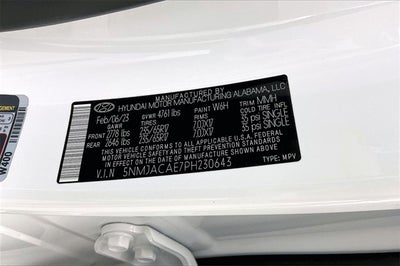 MANUFACTURED BY
HYUNDAI MOTOR MANUFACTURING ALABAMA, LLC
Feb/06/23 GVWR 4761 lbs PAINT W6H TRIM MMH
GAWR TIRES RIMS COLD TIRE INFL.
FRONT 2778 lbs 235/65R17 7.0JX17 35 psi SINGLE
REAR 2646 lbs 235/65R17 7.0JX17 35 psi SINGLE
THIS VEHICLE CONFORMS TO ALL APPLICABLE U.S.A. FEDERAL
MOTOR VEHICLE SAFETY, BUMPER, AND THEFT PREVENTION STANDARDS
IN EFFECT ON THE DATE OF MANUFACTURE SHOWN ABOVE.
V.I.N 5NMJACAE7PH230643 TYPE: MPV
W200